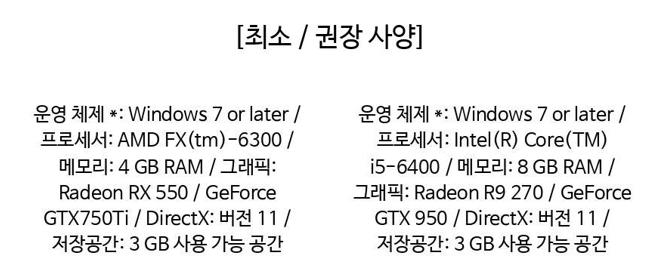 [최소 / 권장 사양]
운영 체제 *: Windows 7 or later /
프로세서: AMD FX(tm)-6300 /
메모리: 4 GB RAM / 그래픽:
Radeon RX 550 / GeForce
GTX750Ti / DirectX: 버전 11 /
저장공간: 3 GB 사용 가능 공간
운영 체제 *: Windows 7 or later /
프로세서: Intel(R) Core(TM)
i5-6400 / 메모리: 8 GB RAM /
그래픽: Radeon R9 270 / GeForce
GTX 950 / DirectX: 버전 11 /
저장공간: 3 GB 사용 가능 공간